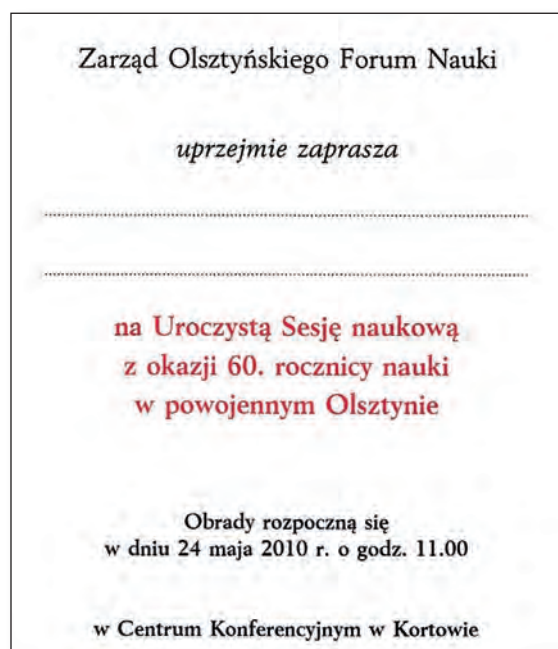 Zarząd Olsztyńskiego Forum Nauki
uprzejmie zaprasza
na Uroczystą Sesję naukową
z okazji 60. rocznicy nauki
w powojennym Olsztynie
Obrady rozpoczną się
w dniu 24 maja 2010 r. o godz. 11.00
w Centrum Konferencyjnym w Kortowie